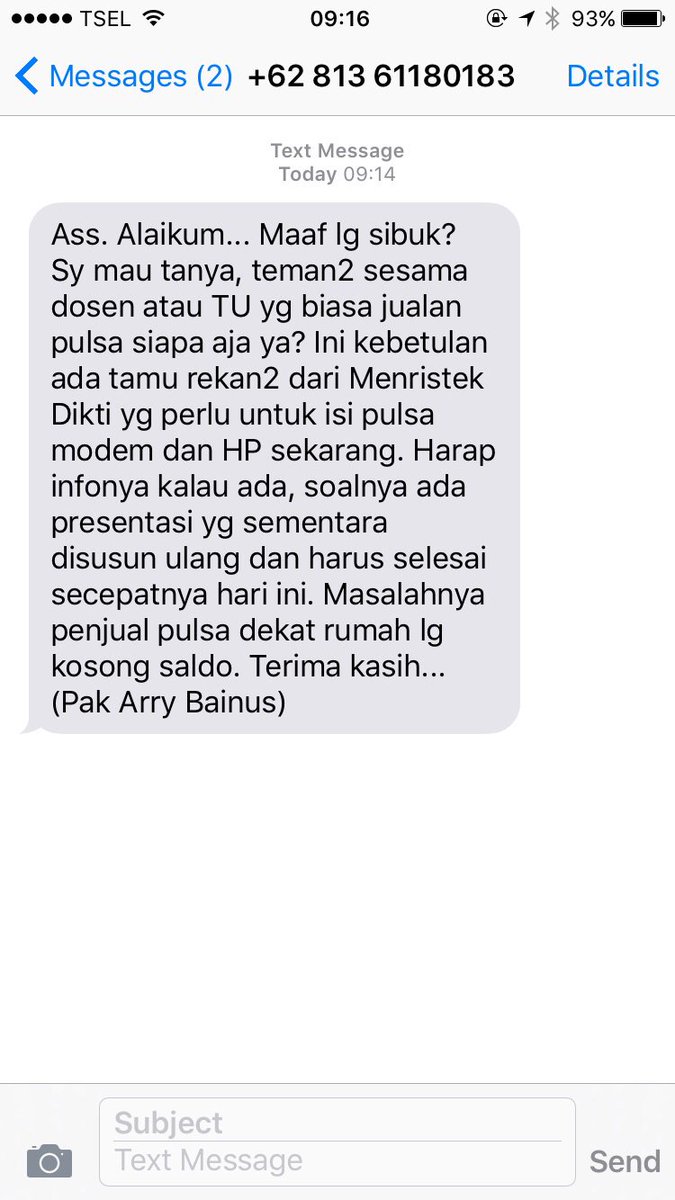 TSEL 09:16 93%
Messages (2) +62 813 61180183 Details
Text Message
Today 09:14
Ass. Alaikum... Maaf lg sibuk?
Sy mau tanya, teman2 sesama
dosen atau TU yg biasa jualan
pulsa siapa aja ya? Ini kebetulan
ada tamu rekan2 dari Menristek
Dikti yg perlu untuk isi pulsa
modem dan HP sekarang. Harap
infonya kalau ada, soalnya ada
presentasi yg sementara
disusun ulang dan harus selesai
secepatnya hari ini. Masalahnya
penjual pulsa dekat rumah lg
kosong saldo. Terima kasih...
(Pak Arry Bainus)
Subject
Text Message
Send